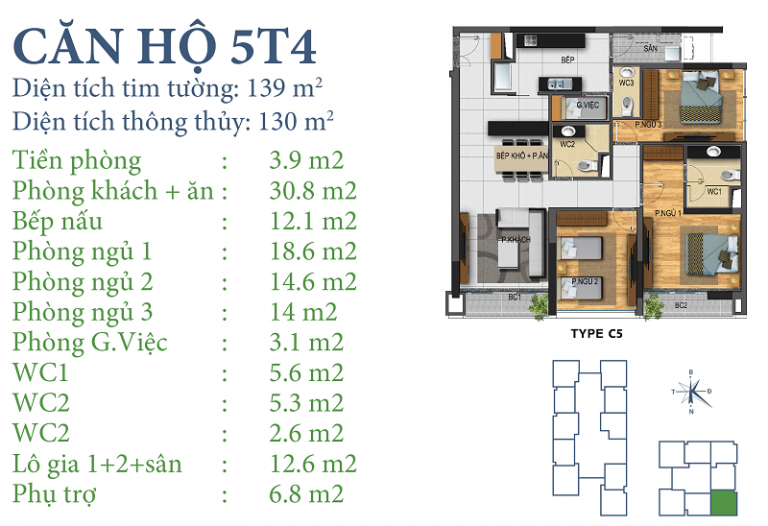 CĂN HỘ 5T4
Diện tích tim tường: 139 m²
Diện tích thông thủy: 130 m²
Tiền phòng : 3.9 m2
Phòng khách + ăn : 30.8 m2
Bếp nấu : 12.1 m2
Phòng ngủ 1 : 18.6 m2
Phòng ngủ 2 : 14.6 m2
Phòng ngủ 3 : 14 m2
Phòng G.Việc : 3.1 m2
WC1 : 5.6 m2
WC2 : 5.3 m2
WC2 : 2.6 m2
Lô gia 1+2+sân : 12.6 m2
Phụ trợ : 6.8 m2
SÂN
BẾP
WC3
G.VIỆC
P.NGỦ 3
WC2
BẾP KHÔ + P.ĂN
WC1
P.NGỦ 1
P.KHÁCH
P.NGỦ 2
BC1
BC2
TYPE C5
B
T
Đ
N